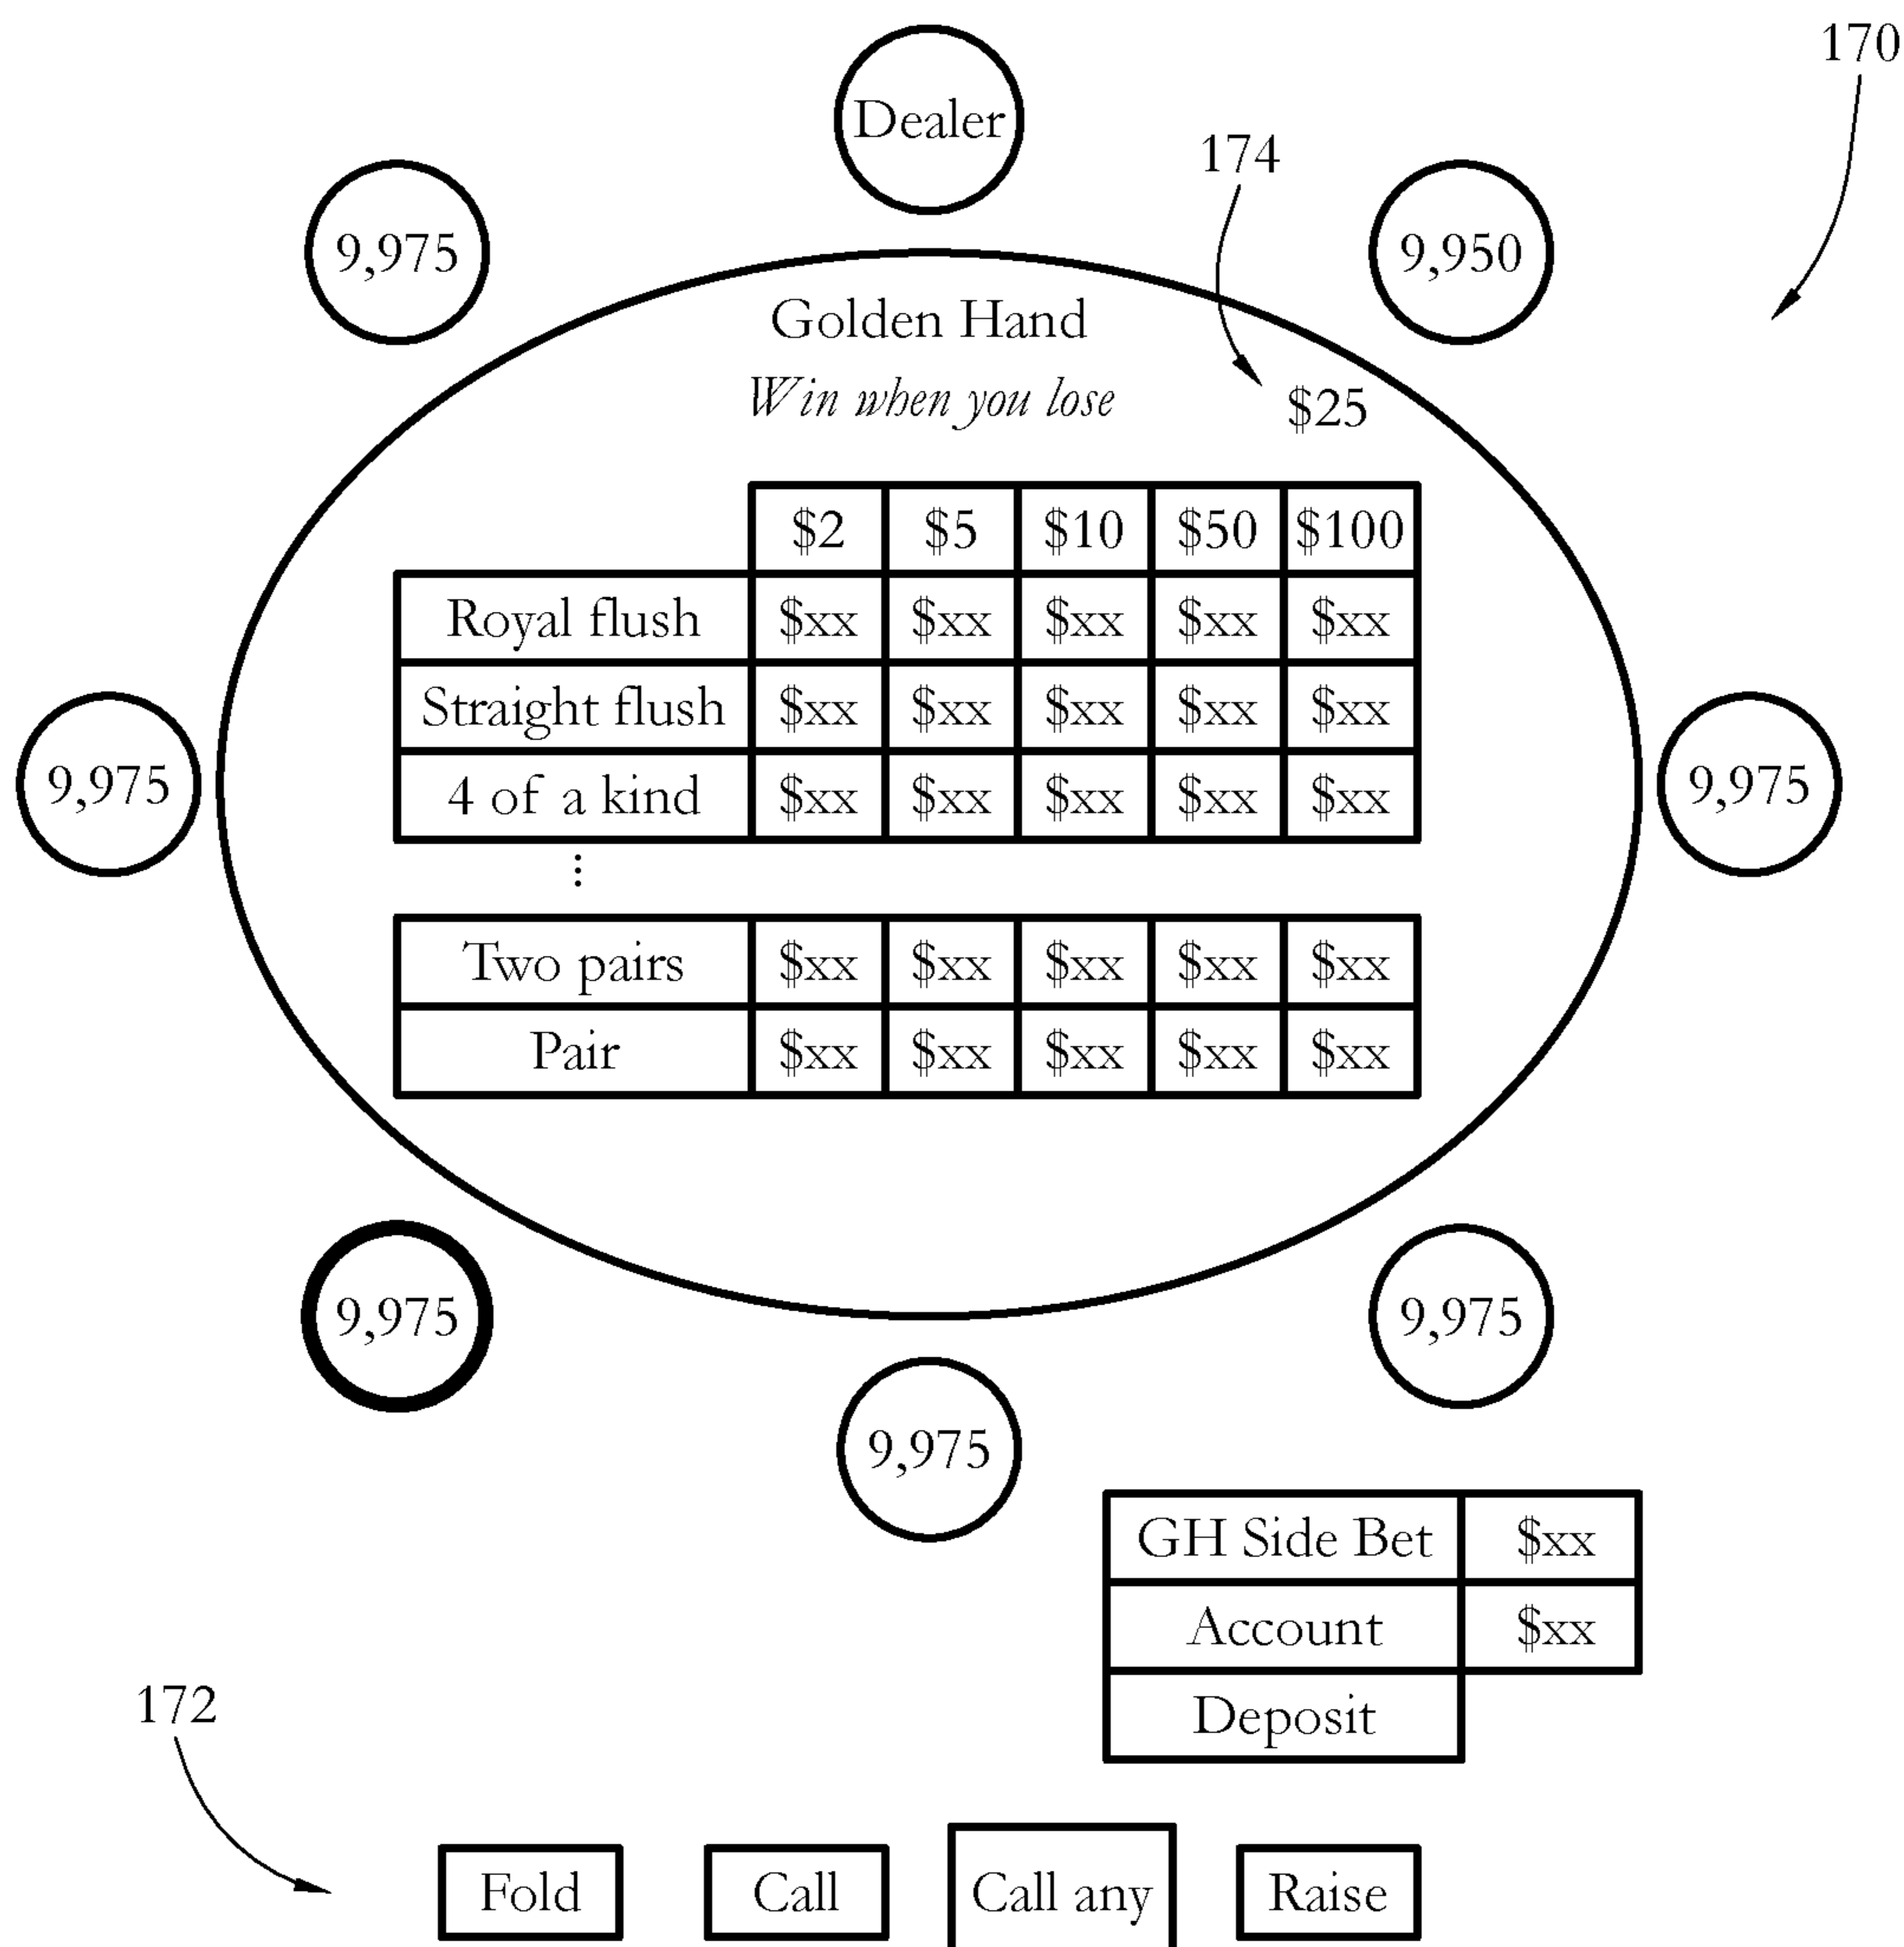 170
Dealer
174
9,975
9,950
Golden Hand
Win when you lose
$25
$2 $5 $10 $50 $100
Royal flush $xx $xx $xx $xx $xx
Straight flush $xx $xx $xx $xx $xx
9,975
4 of a kind $xx $xx $xx $xx $xx
9,975
⋮
Two pairs $xx $xx $xx $xx $xx
Pair $xx $xx $xx $xx $xx
9,975
9,975
9,975
GH Side Bet $xx
Account $xx
Deposit
172
Fold Call Call any Raise